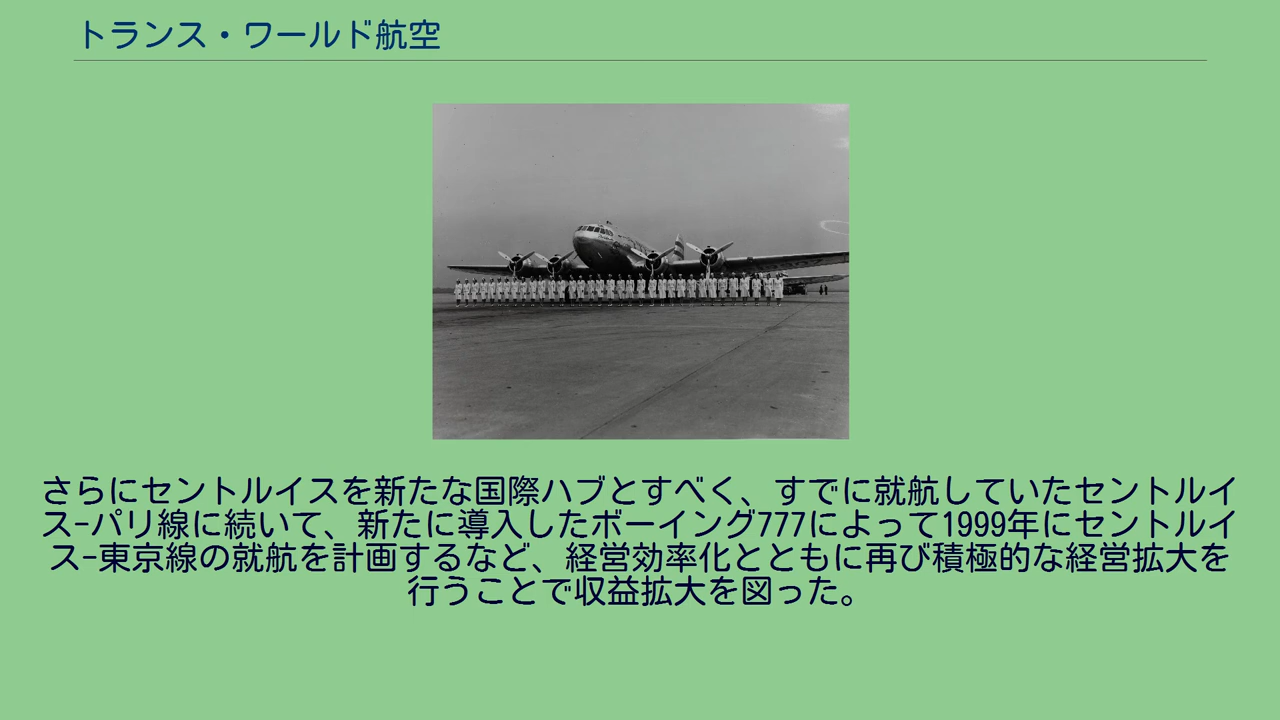 トランス・ワールド航空
さらにセントルイスを新たな国際ハブとすべく、すでに就航していたセントルイ
ス-パリ線に続いて、新たに導入したボーイング777によって1999年にセントルイ
ス-東京線の就航を計画するなど、経営効率化とともに再び積極的な経営拡大を
行うことで収益拡大を図った。